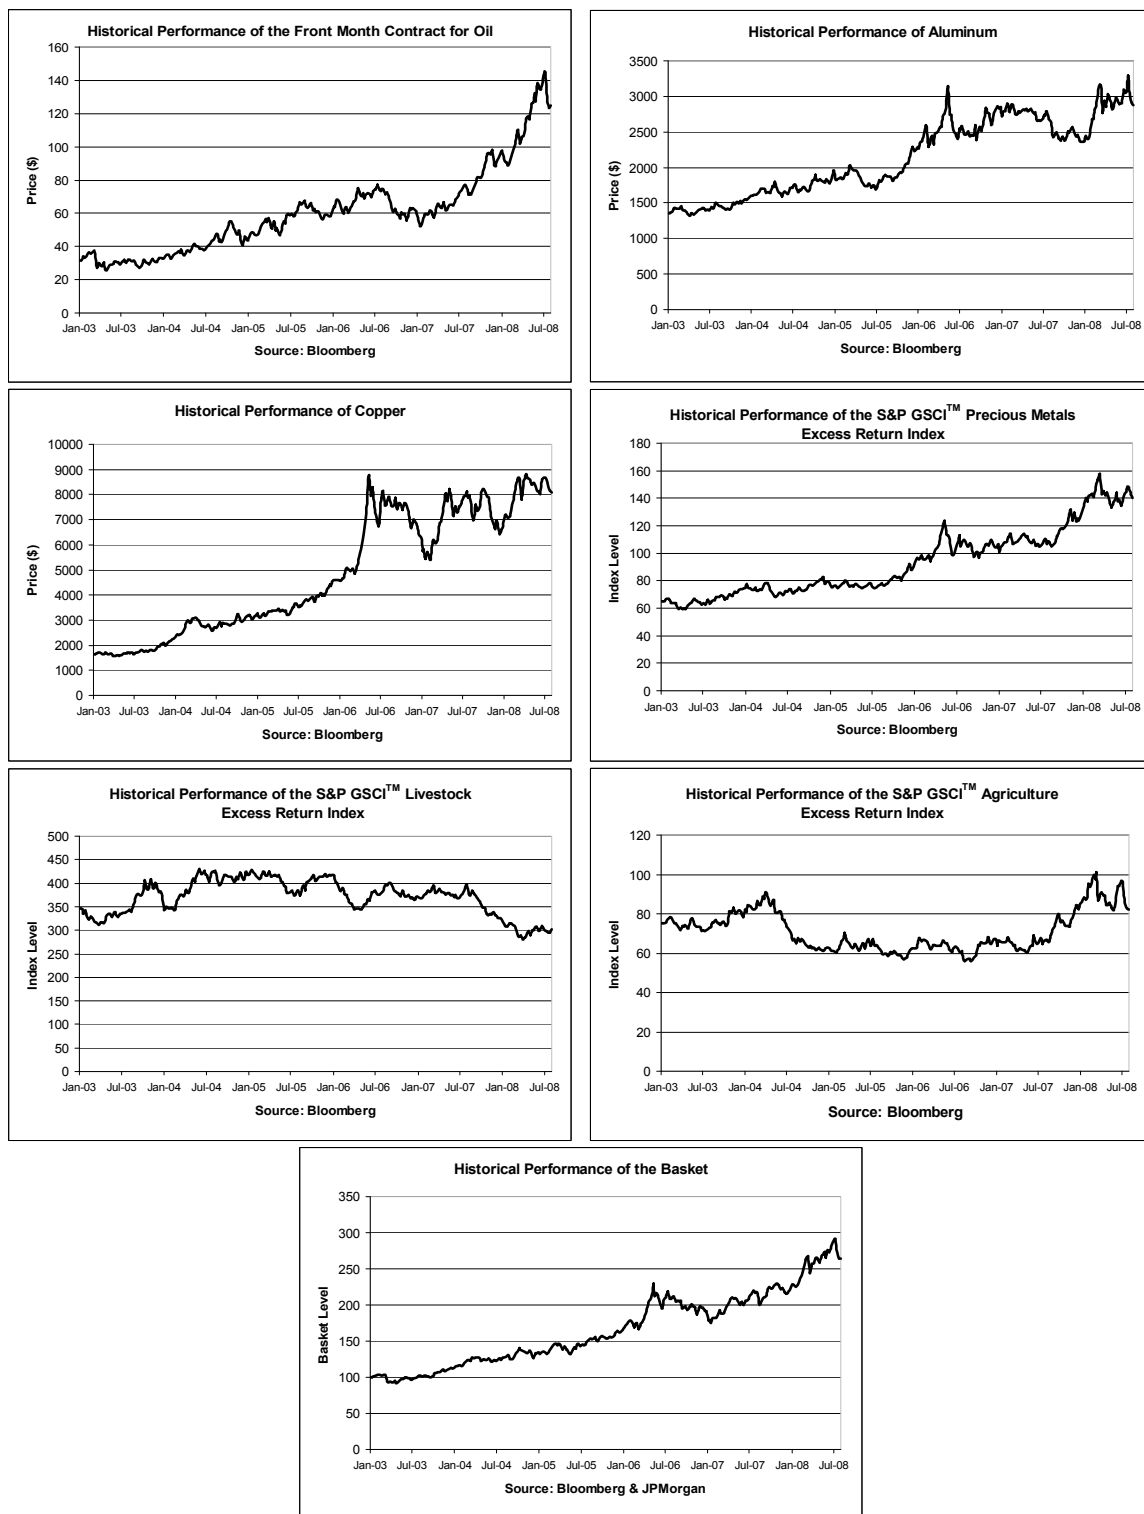 Historical Performance of the Front Month Contract for Oil
160
140
120
100
80
60
40
20
0
Price ($)
Jan-03 Jul-03 Jan-04 Jul-04 Jan-05 Jul-05 Jan-06 Jul-06 Jan-07 Jul-07 Jan-08 Jul-08
Source: Bloomberg
Historical Performance of Aluminum
3500
3000
2500
2000
1500
1000
500
0
Price ($)
Jan-03 Jul-03 Jan-04 Jul-04 Jan-05 Jul-05 Jan-06 Jul-06 Jan-07 Jul-07 Jan-08 Jul-08
Source: Bloomberg
Historical Performance of Copper
10000
9000
8000
7000
6000
5000
4000
3000
2000
1000
0
Price ($)
Jan-03 Jul-03 Jan-04 Jul-04 Jan-05 Jul-05 Jan-06 Jul-06 Jan-07 Jul-07 Jan-08 Jul-08
Source: Bloomberg
Historical Performance of the S&P GSCI™ Precious Metals
Excess Return Index
180
160
140
120
100
80
60
40
20
0
Index Level
Jan-03 Jul-03 Jan-04 Jul-04 Jan-05 Jul-05 Jan-06 Jul-06 Jan-07 Jul-07 Jan-08 Jul-08
Source: Bloomberg
Historical Performance of the S&P GSCI™ Livestock
Excess Return Index
500
450
400
350
300
250
200
150
100
50
0
Index Level
Jan-03 Jul-03 Jan-04 Jul-04 Jan-05 Jul-05 Jan-06 Jul-06 Jan-07 Jul-07 Jan-08 Jul-08
Source: Bloomberg
Historical Performance of the S&P GSCI™ Agriculture
Excess Return Index
120
100
80
60
40
20
0
Index Level
Jan-03 Jul-03 Jan-04 Jul-04 Jan-05 Jul-05 Jan-06 Jul-06 Jan-07 Jul-07 Jan-08 Jul-08
Source: Bloomberg
Historical Performance of the Basket
350
300
250
200
150
100
50
0
Basket Level
Jan-03 Jul-03 Jan-04 Jul-04 Jan-05 Jul-05 Jan-06 Jul-06 Jan-07 Jul-07 Jan-08 Jul-08
Source: Bloomberg & JPMorgan